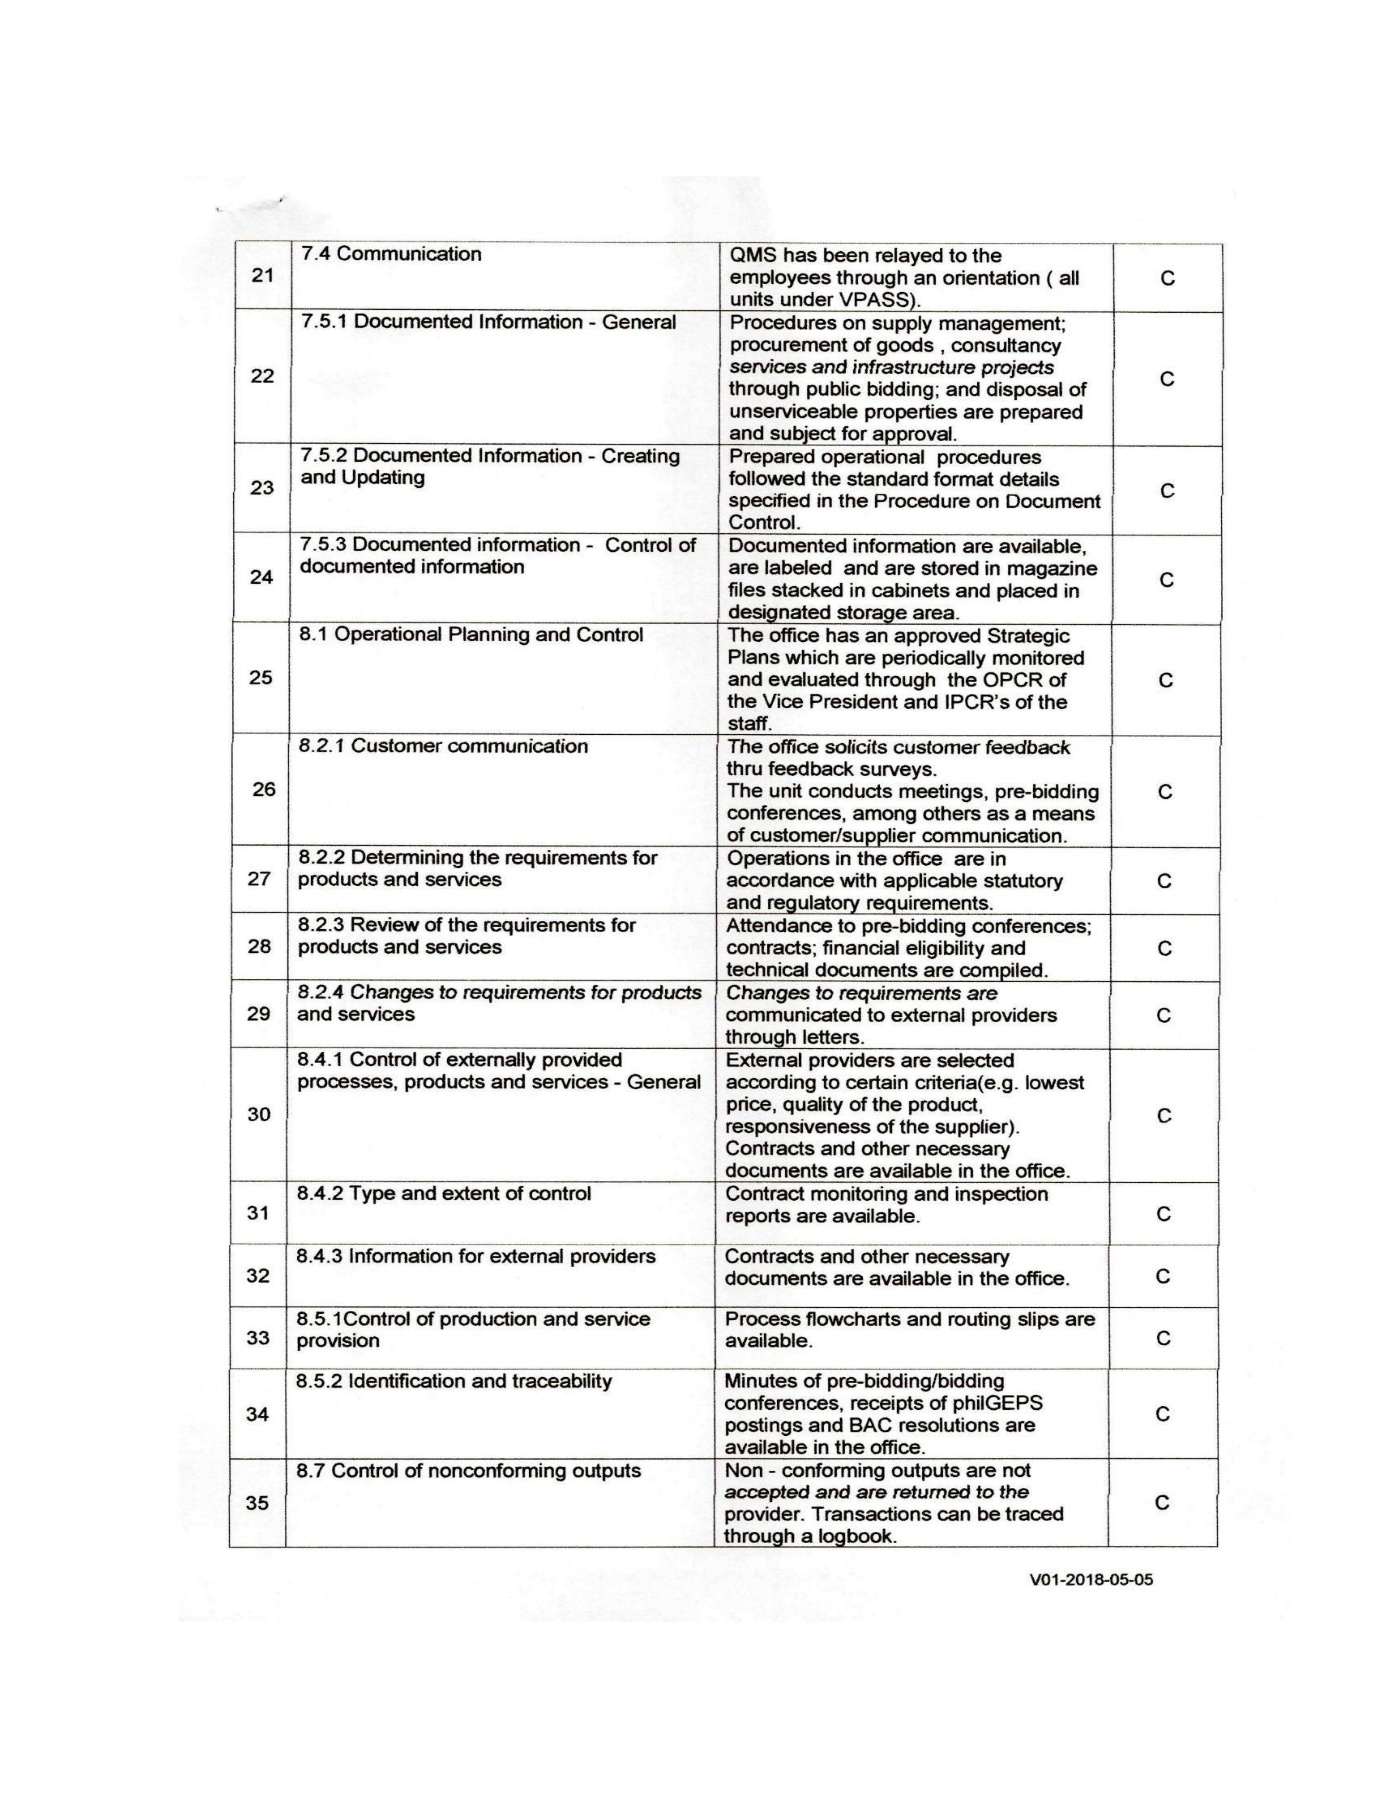 21
7.4 Communication
QMS has been relayed to the
employees through an orientation ( all
units under VPASS).
C
22
7.5.1 Documented Information - General
Procedures on supply management;
procurement of goods , consultancy
services and infrastructure projects
through public bidding; and disposal of
unserviceable properties are prepared
and subject for approval.
C
23
7.5.2 Documented Information - Creating
and Updating
Prepared operational procedures
followed the standard format details
specified in the Procedure on Document
Control.
C
24
7.5.3 Documented information - Control of
documented information
Documented information are available,
are labeled and are stored in magazine
files stacked in cabinets and placed in
designated storage area.
C
25
8.1 Operational Planning and Control
The office has an approved Strategic
Plans which are periodically monitored
and evaluated through the OPCR of
the Vice President and IPCR's of the
staff.
C
26
8.2.1 Customer communication
The office solicits customer feedback
thru feedback surveys.
The unit conducts meetings, pre-bidding
conferences, among others as a means
of customer/supplier communication.
C
27
8.2.2 Determining the requirements for
products and services
Operations in the office are in
accordance with applicable statutory
and regulatory requirements.
C
28
8.2.3 Review of the requirements for
products and services
Attendance to pre-bidding conferences;
contracts; financial eligibility and
technical documents are compiled.
C
29
8.2.4 Changes to requirements for products
and services
Changes to requirements are
communicated to external providers
through letters.
C
30
8.4.1 Control of externally provided
processes, products and services - General
External providers are selected
according to certain criteria(e.g. lowest
price, quality of the product,
responsiveness of the supplier).
Contracts and other necessary
documents are available in the office.
C
31
8.4.2 Type and extent of control
Contract monitoring and inspection
reports are available.
C
32
8.4.3 Information for external providers
Contracts and other necessary
documents are available in the office.
C
33
8.5.1Control of production and service
provision
Process flowcharts and routing slips are
available.
C
34
8.5.2 Identification and traceability
Minutes of pre-bidding/bidding
conferences, receipts of philGEPS
postings and BAC resolutions are
available in the office.
C
35
8.7 Control of nonconforming outputs
Non - conforming outputs are not
accepted and are returned to the
provider. Transactions can be traced
through a logbook.
C
V01-2018-05-05